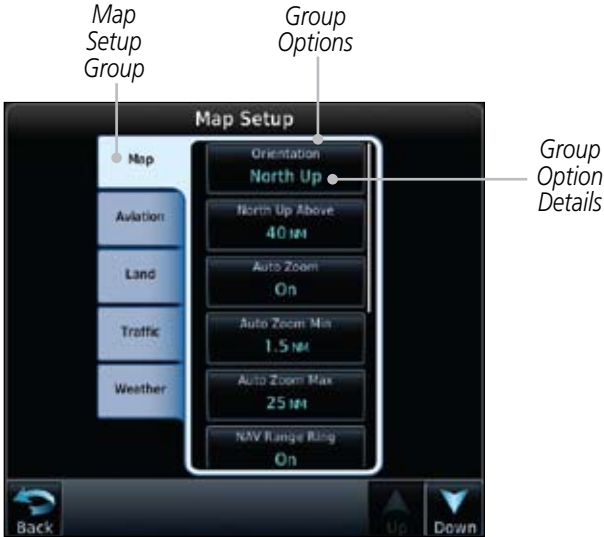 Map
Setup
Group
Group
Options
Map Setup
Map
Aviation
Land
Traffic
Weather
Orientation
North Up
North Up Above
40 NM
Auto Zoom
On
Auto Zoom Min
1.5 NM
Auto Zoom Max
25 NM
NAV Range Ring
On
Group
Option
Details
Back
Up
Down